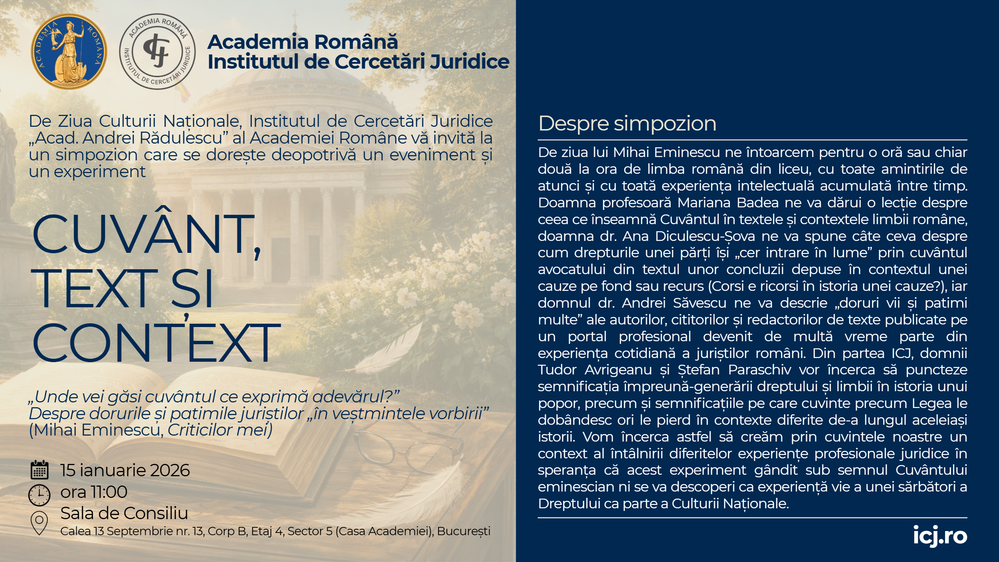 ACADEMIA ROMÂNĂ
ACADEMIA ROMÂNĂ
INSTITUTUL DE CERCETĂRI JURIDICE
Academia Română
Institutul de Cercetări Juridice
De Ziua Culturii Naționale, Institutul de Cercetări Juridice
„Acad. Andrei Rădulescu” al Academiei Române vă invită la
un simpozion care se dorește deopotrivă un eveniment și
un experiment
CUVÂNT,
TEXT ȘI
CONTEXT
„Unde vei găsi cuvântul ce exprimă adevărul?”
Despre dorurile și patimile juriștilor „în veștmintele vorbirii”
(Mihai Eminescu, Criticilor mei)
15 ianuarie 2026
ora 11:00
Sala de Consiliu
Calea 13 Septembrie nr. 13, Corp B, Etaj 4, Sector 5 (Casa Academiei), București
Despre simpozion
De ziua lui Mihai Eminescu ne întoarcem pentru o oră sau chiar
două la ora de limba română din liceu, cu toate amintirile de
atunci și cu toată experiența intelectuală acumulată între timp.
Doamna profesoară Mariana Badea ne va dărui o lecție despre
ceea ce înseamnă Cuvântul în textele și contextele limbii române,
doamna dr. Ana Diculescu-Șova ne va spune câte ceva despre
cum drepturile unei părți își „cer intrare în lume” prin cuvântul
avocatului din textul unor concluzii depuse în contextul unei
cauze pe fond sau recurs (Corsi e ricorsi în istoria unei cauze?), iar
domnul dr. Andrei Săvescu ne va descrie „doruri vii și patimi
multe” ale autorilor, cititorilor și redactorilor de texte publicate pe
un portal profesional devenit de multă vreme parte din
experiența cotidiană a juriștilor români. Din partea ICJ, domnii
Tudor Avrigeanu și Ștefan Paraschiv vor încerca să puncteze
semnificația împreună-generării dreptului și limbii în istoria unui
popor, precum și semnificațiile pe care cuvinte precum Legea le
dobândesc ori le pierd în contexte diferite de-a lungul aceleiași
istorii. Vom încerca astfel să creăm prin cuvintele noastre un
context al întâlnirii diferitelor experiențe profesionale juridice în
speranța că acest experiment gândit sub semnul Cuvântului
eminescian ni se va descoperi ca experiență vie a unei sărbători a
Dreptului ca parte a Culturii Naționale.
icj.ro